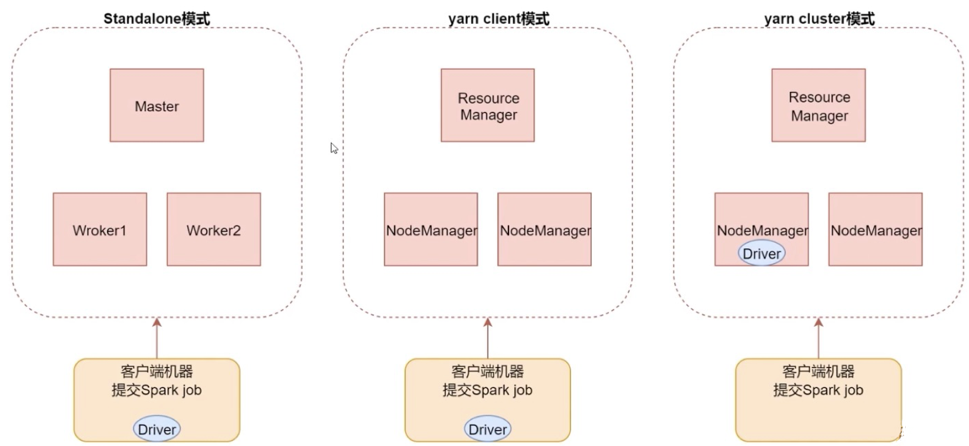 Standalone模式
Master
Wroker1
Worker2
客户端机器
提交Spark job
Driver
yarn client模式
Resource
Manager
NodeManager
NodeManager
客户端机器
提交Spark job
Driver
yarn cluster模式
Resource
Manager
NodeManager
Driver
NodeManager
客户端机器
提交Spark job